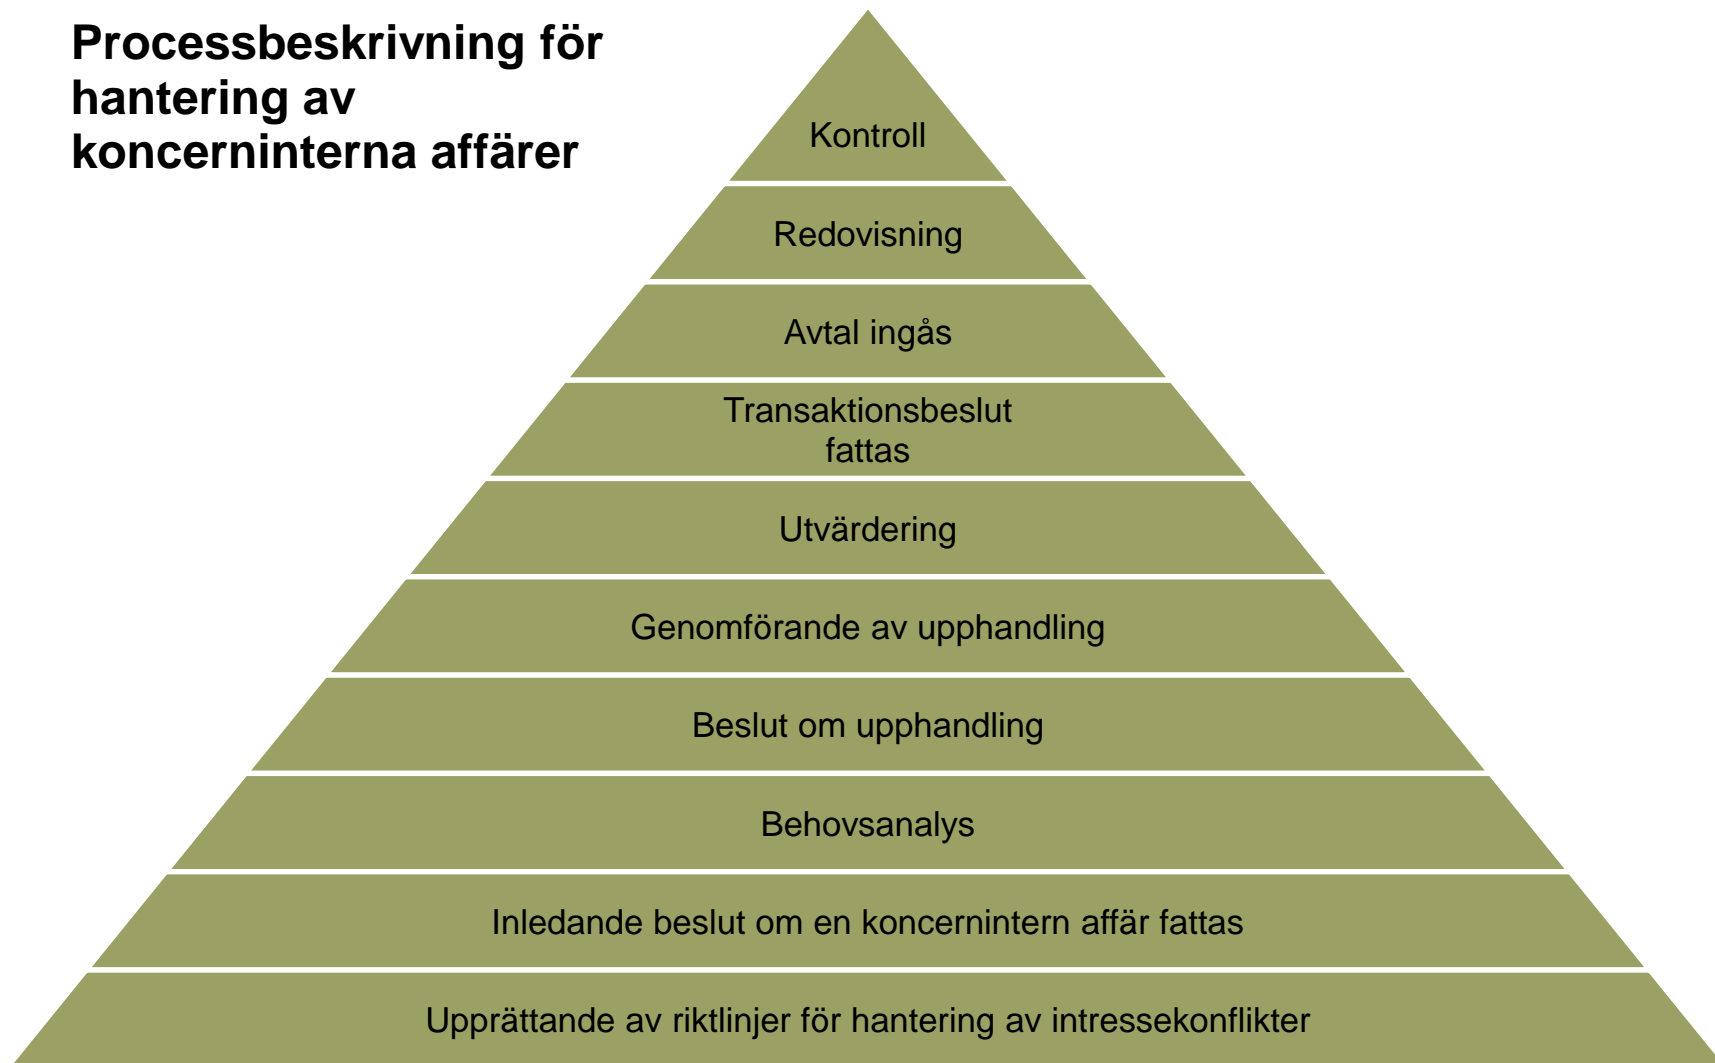 Processbeskrivning för
hantering av
koncerninterna affärer
Kontroll
Redovisning
Avtal ingås
Transaktionsbeslut
fattas
Utvärdering
Genomförande av upphandling
Beslut om upphandling
Behovsanalys
Inledande beslut om en koncernintern affär fattas
Upprättande av riktlinjer för hantering av intressekonflikter